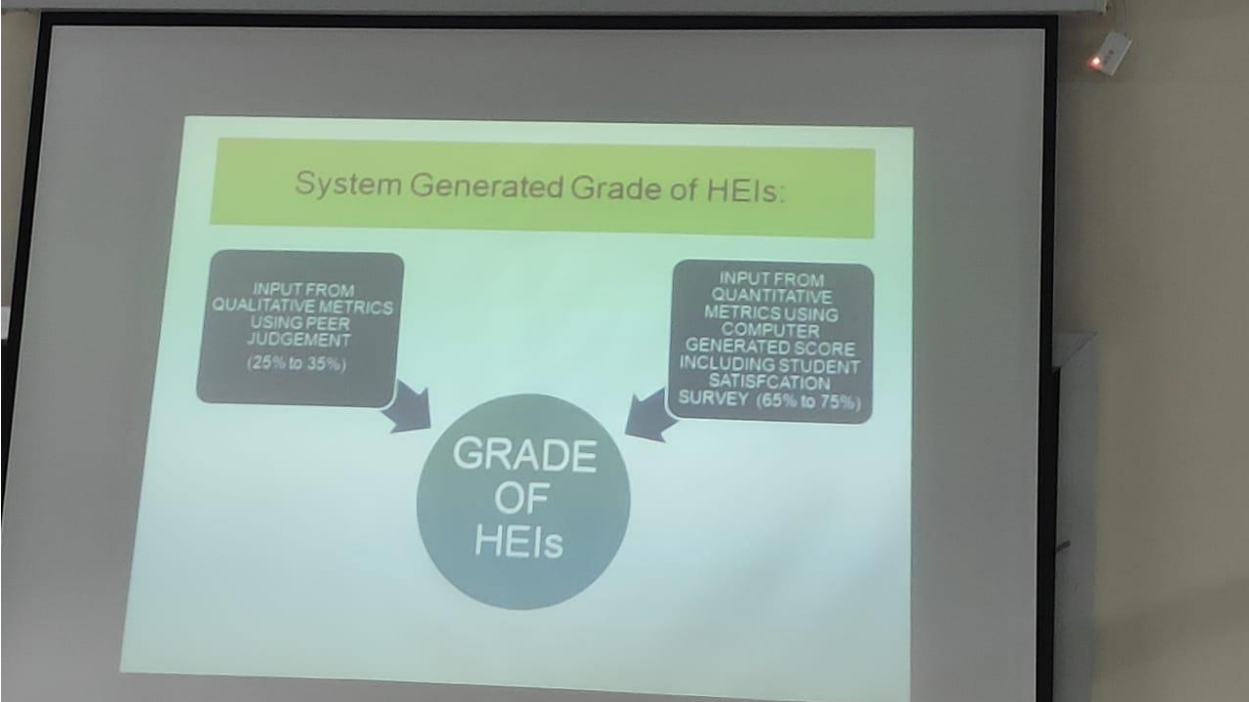 System Generated Grade of HEIs:
INPUT FROM
QUALITATIVE METRICS
USING PEER
JUDGEMENT
(25% to 35%)
INPUT FROM
QUANTITATIVE
METRICS USING
COMPUTER
GENERATED SCORE
INCLUDING STUDENT
SATISFCATION
SURVEY (65% to 75%)
GRADE
OF
HEIs